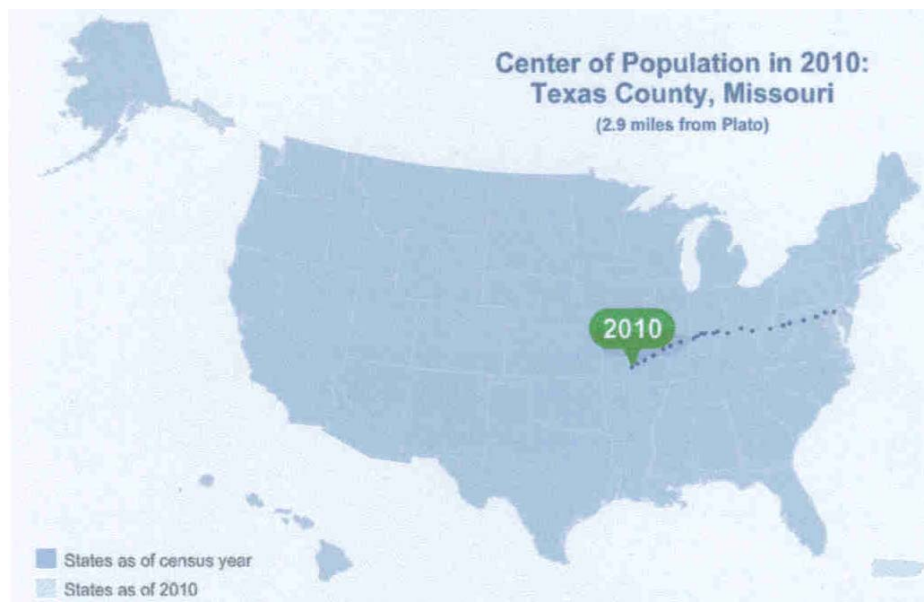 Center of Population in 2010:
Texas County, Missouri
(2.9 miles from Plato)
2010
States as of census year
States as of 2010